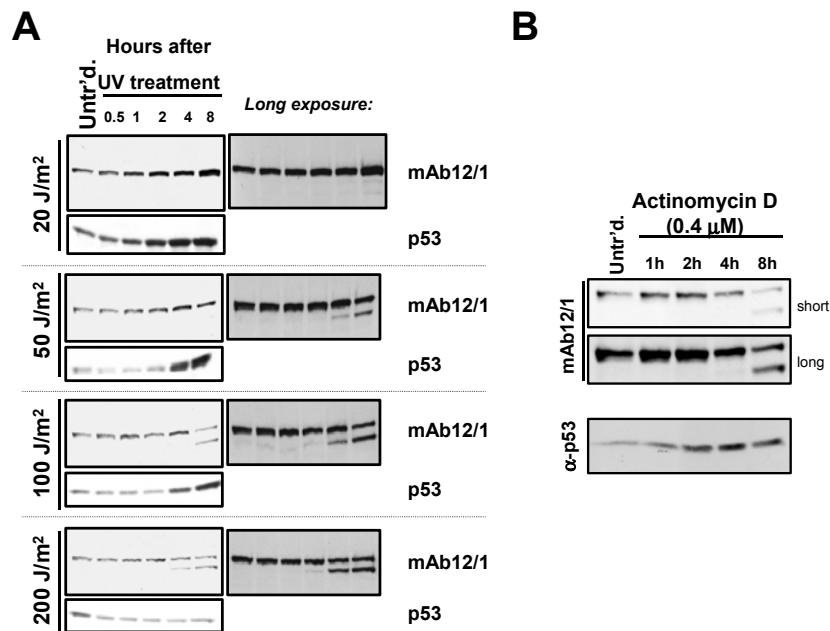 A
Hours after
UV treatment
Untr'd.
0.5 1 2 4 8
Long exposure:
20 J/m²
mAb12/1
p53
50 J/m²
mAb12/1
p53
100 J/m²
mAb12/1
p53
200 J/m²
mAb12/1
p53
B
Actinomycin D
(0.4 µM)
Untr'd.
1h 2h 4h 8h
mAb12/1
short
long
α-p53